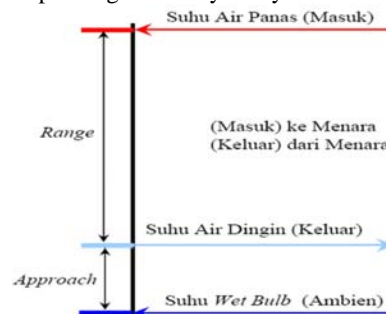 Suhu Air Panas (Masuk)
Range
(Masuk) ke Menara
(Keluar) dari Menara
Suhu Air Dingin (Keluar)
Approach
Suhu Wet Bulb (Ambien)